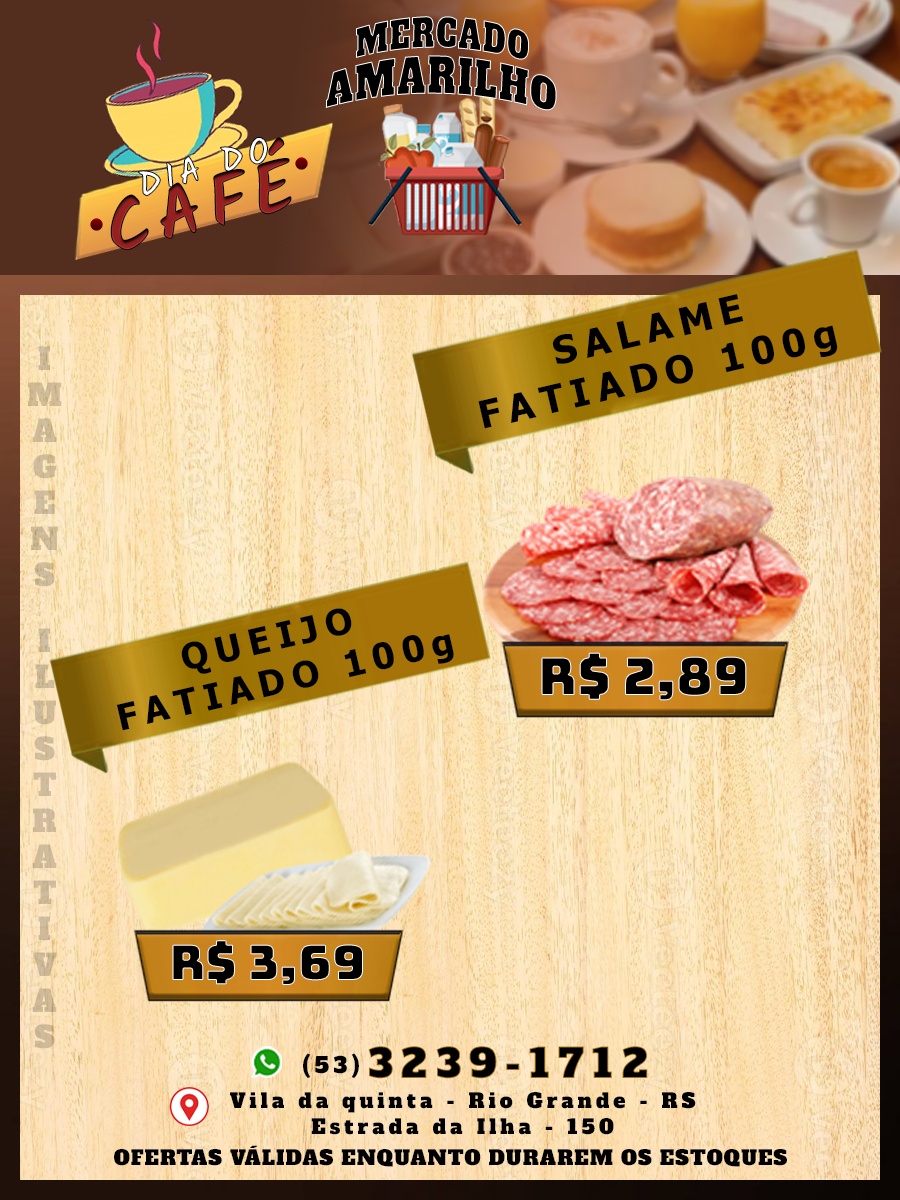 MERCADO
AMARILHO
DIA DO
CAFÉ
SALAME
FATIADO 100g
R$ 2,89
QUEIJO
FATIADO 100g
R$ 3,69
IMAGENS ILUSTRATIVAS
(53) 3239-1712
Vila da quinta - Rio Grande - RS
Estrada da Ilha - 150
OFERTAS VÁLIDAS ENQUANTO DURAREM OS ESTOQUES